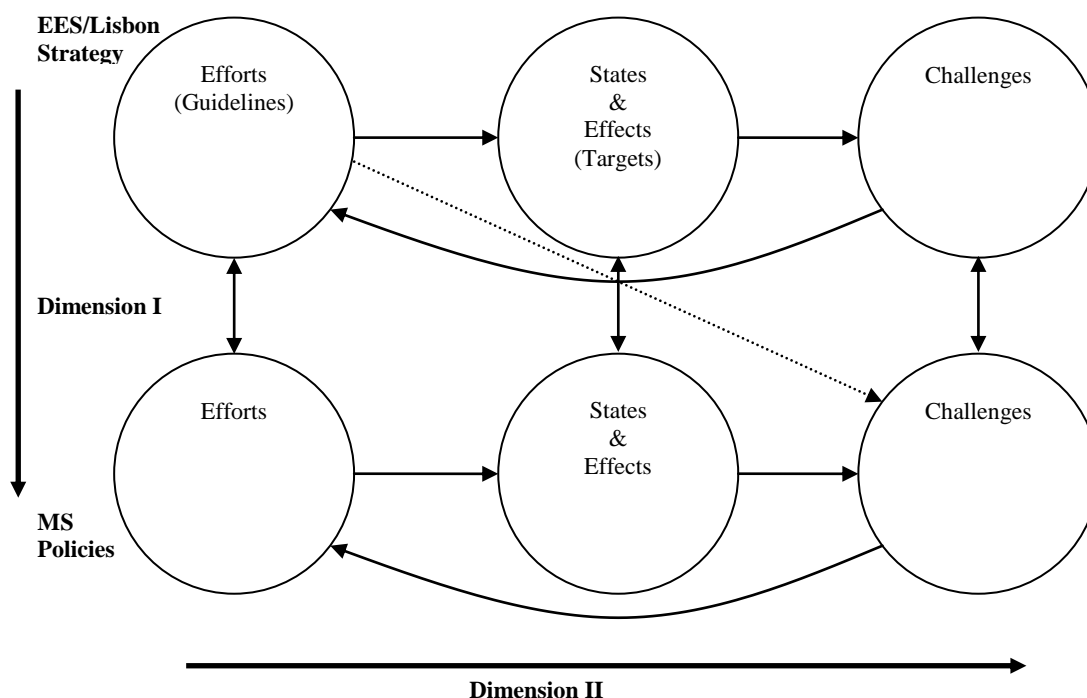 EES/Lisbon
Strategy
Efforts
(Guidelines)
States
&
Effects
(Targets)
Challenges
Dimension I
Efforts
States
&
Effects
Challenges
MS
Policies
Dimension II